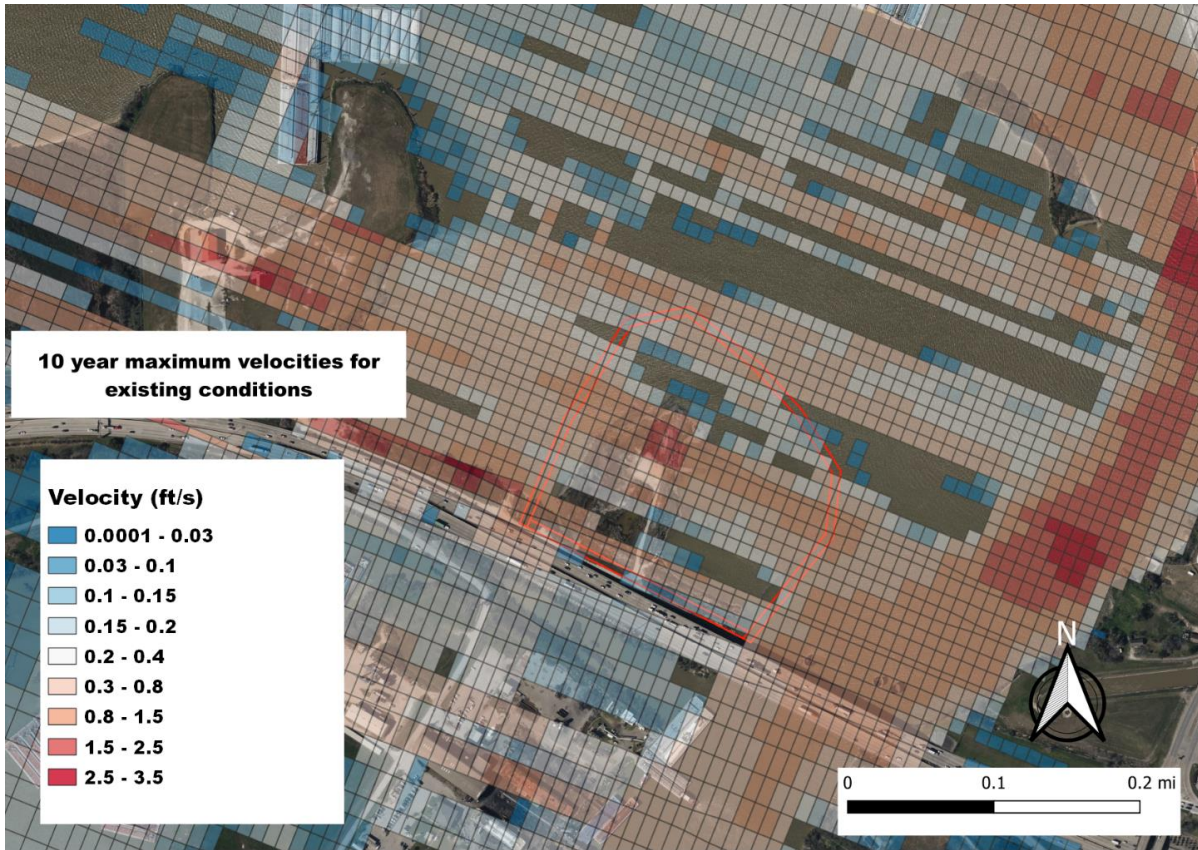 10 year maximum velocities for
existing conditions
Velocity (ft/s)
0.0001 - 0.03
0.03 - 0.1
0.1 - 0.15
0.15 - 0.2
0.2 - 0.4
0.3 - 0.8
0.8 - 1.5
1.5 - 2.5
2.5 - 3.5
N
0 0.1 0.2 mi